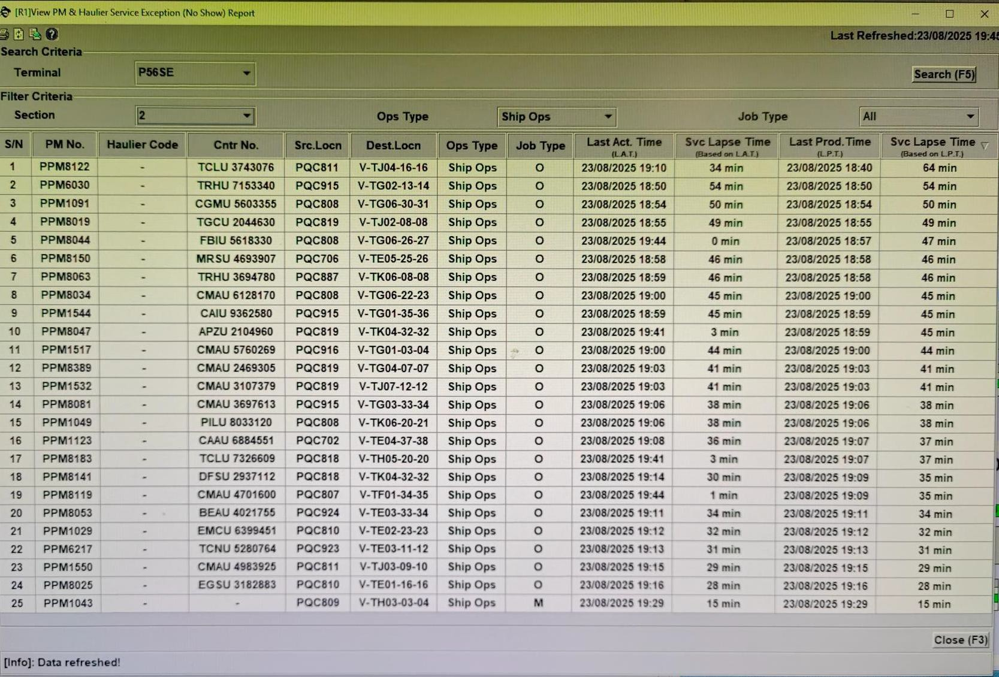 [R1]View PM & Haulier Service Exception (No Show) Report
Last Refreshed:23/08/2025 19:45
Search Criteria
Terminal P56SE Search (F5)
Filter Criteria
Section 2 Ops Type Ship Ops Job Type All
S/N PM No. Haulier Code Cntr No. Src.Locn Dest.Locn Ops Type Job Type Last Act. Time (L.A.T.) Svc Lapse Time (Based on L.A.T.) Last Prod.Time (L.P.T.) Svc Lapse Time (Based on L.P.T.)
1 PPM8122 - TCLU 3743076 PQC811 V-TJ04-16-16 Ship Ops O 23/08/2025 19:10 34 min 23/08/2025 18:40 64 min
2 PPM6030 - TRHU 7153340 PQC915 V-TG02-13-14 Ship Ops O 23/08/2025 18:50 54 min 23/08/2025 18:50 54 min
3 PPM1091 - CGMU 5603355 PQC808 V-TG06-30-31 Ship Ops O 23/08/2025 18:54 50 min 23/08/2025 18:54 50 min
4 PPM8019 - TGCU 2044630 PQC819 V-TJ02-08-08 Ship Ops O 23/08/2025 18:55 49 min 23/08/2025 18:55 49 min
5 PPM8044 - FBIU 5618330 PQC808 V-TG06-26-27 Ship Ops O 23/08/2025 19:44 0 min 23/08/2025 18:57 47 min
6 PPM8150 - MRSU 4693907 PQC706 V-TE05-25-26 Ship Ops O 23/08/2025 18:58 46 min 23/08/2025 18:58 46 min
7 PPM8063 - TRHU 3694780 PQC887 V-TK06-08-08 Ship Ops O 23/08/2025 18:59 46 min 23/08/2025 18:58 46 min
8 PPM8034 - CMAU 6128170 PQC808 V-TG06-22-23 Ship Ops O 23/08/2025 19:00 45 min 23/08/2025 19:00 45 min
9 PPM1544 - CAIU 9362580 PQC915 V-TG01-35-36 Ship Ops O 23/08/2025 18:59 45 min 23/08/2025 18:59 45 min
10 PPM8047 - APZU 2104960 PQC819 V-TK04-32-32 Ship Ops O 23/08/2025 19:41 3 min 23/08/2025 18:59 45 min
11 PPM1517 - CMAU 5760269 PQC916 V-TG01-03-04 Ship Ops O 23/08/2025 19:00 44 min 23/08/2025 19:00 44 min
12 PPM8389 - CMAU 2469305 PQC819 V-TG04-07-07 Ship Ops O 23/08/2025 19:03 41 min 23/08/2025 19:03 41 min
13 PPM1532 - CMAU 3107379 PQC819 V-TJ07-12-12 Ship Ops O 23/08/2025 19:03 41 min 23/08/2025 19:03 41 min
14 PPM8081 - CMAU 3697613 PQC915 V-TG03-33-34 Ship Ops O 23/08/2025 19:06 38 min 23/08/2025 19:06 38 min
15 PPM1049 - PILU 8033120 PQC808 V-TK06-20-21 Ship Ops O 23/08/2025 19:06 38 min 23/08/2025 19:06 38 min
16 PPM1123 - CAAU 6884551 PQC702 V-TE04-37-38 Ship Ops O 23/08/2025 19:08 36 min 23/08/2025 19:07 37 min
17 PPM8183 - TCLU 7326609 PQC818 V-TH05-20-20 Ship Ops O 23/08/2025 19:41 3 min 23/08/2025 19:07 37 min
18 PPM8141 - DFSU 2937112 PQC818 V-TK04-32-32 Ship Ops O 23/08/2025 19:14 30 min 23/08/2025 19:09 35 min
19 PPM8119 - CMAU 4701600 PQC807 V-TF01-34-35 Ship Ops O 23/08/2025 19:44 1 min 23/08/2025 19:09 35 min
20 PPM8053 - BEAU 4021755 PQC924 V-TE03-33-34 Ship Ops O 23/08/2025 19:11 34 min 23/08/2025 19:11 34 min
21 PPM1029 - EMCU 6399451 PQC810 V-TE02-23-23 Ship Ops O 23/08/2025 19:12 32 min 23/08/2025 19:12 32 min
22 PPM6217 - TCNU 5280764 PQC923 V-TE03-11-12 Ship Ops O 23/08/2025 19:13 31 min 23/08/2025 19:13 31 min
23 PPM1550 - CMAU 4983925 PQC811 V-TJ03-09-10 Ship Ops O 23/08/2025 19:15 29 min 23/08/2025 19:15 29 min
24 PPM8025 - EGSU 3182883 PQC810 V-TE01-16-16 Ship Ops O 23/08/2025 19:16 28 min 23/08/2025 19:16 28 min
25 PPM1043 - - PQC809 V-TH03-03-04 Ship Ops M 23/08/2025 19:29 15 min 23/08/2025 19:29 15 min
Close (F3)
[Info]: Data refreshed!